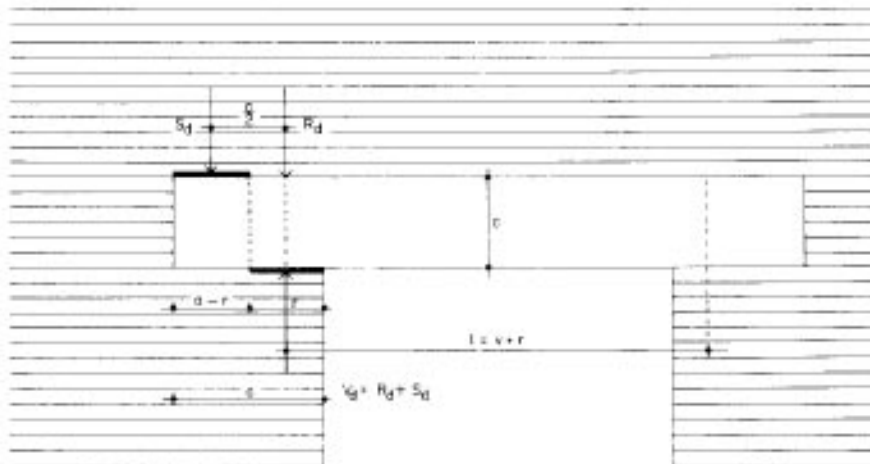 S_d
a/2
R_d
c
a - r
r
l = v + r
a
V_d = R_d + S_d